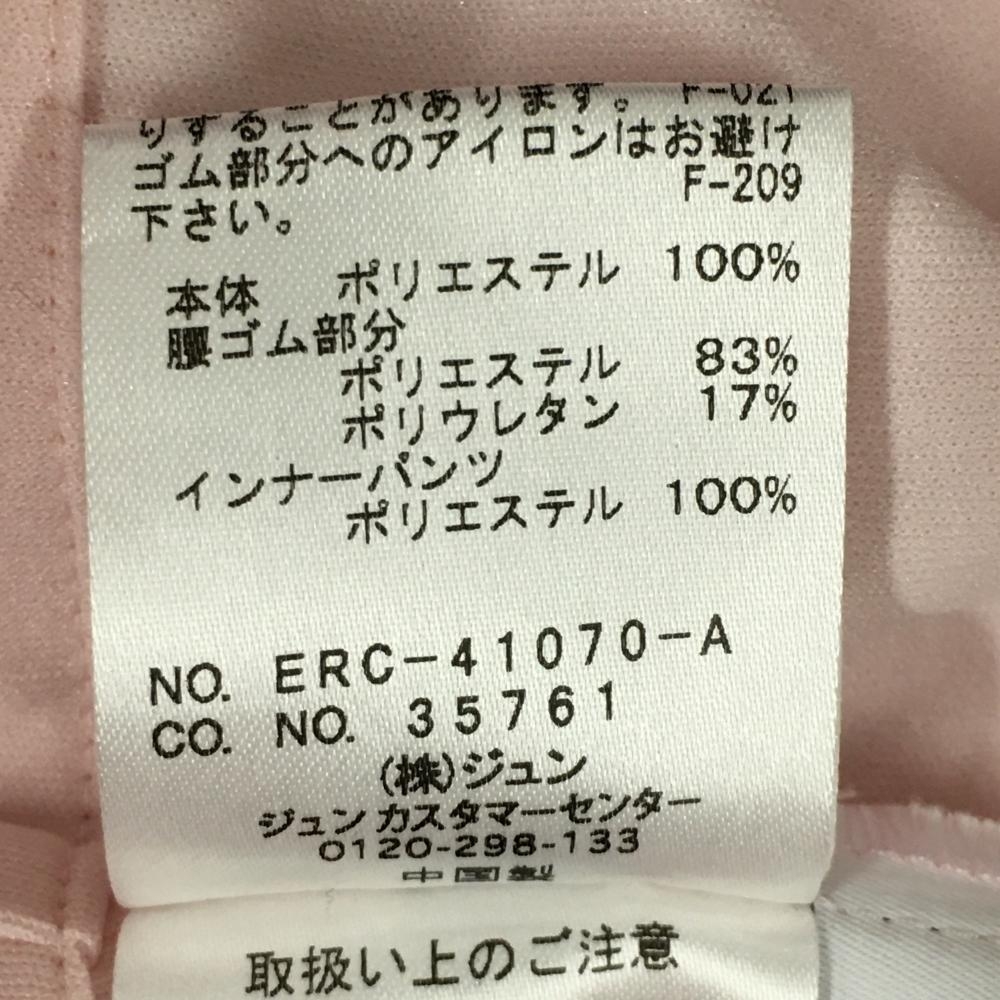 りすることがあります。 F-021
ゴム部分へのアイロンはお避け
下さい。 F-209
本体 ポリエステル 100%
腰ゴム部分
ポリエステル 83%
ポリウレタン 17%
インナーパンツ
ポリエステル 100%
NO. ERC-41070-A
CO. NO. 35761
(株)ジュン
ジュン カスタマーセンター
0120-298-133
中国製
取扱い上のご注意